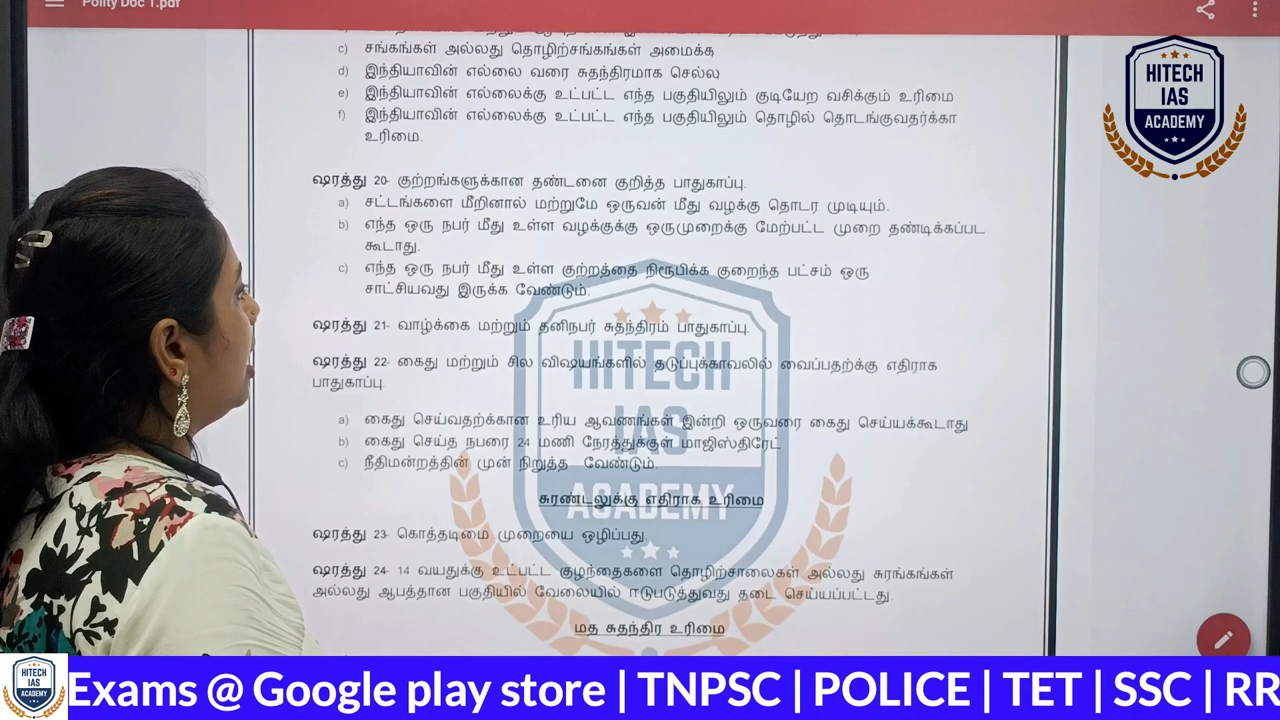 Polity Doc 1.pdf
c) சங்கங்கள் அல்லது தொழிற்சங்கங்கள் அமைக்க
d) இந்தியாவின் எல்லை வரை சுதந்திரமாக செல்ல
e) இந்தியாவின் எல்லைக்கு உட்பட்ட எந்த பகுதியிலும் குடியேற வசிக்கும் உரிமை
f) இந்தியாவின் எல்லைக்கு உட்பட்ட எந்த பகுதியிலும் தொழில் தொடங்குவதர்க்கா
உரிமை.
ஷரத்து 20- குற்றங்களுக்கான தண்டனை குறித்த பாதுகாப்பு.
a) சட்டங்களை மீறினால் மற்றுமே ஒருவன் மீது வழக்கு தொடர முடியும்.
b) எந்த ஒரு நபர் மீது உள்ள வழக்குக்கு ஒருமுறைக்கு மேற்பட்ட முறை தண்டிக்கப்பட
கூடாது.
c) எந்த ஒரு நபர் மீது உள்ள குற்றத்தை நிரூபிக்க குறைந்த பட்சம் ஒரு
சாட்சியவது இருக்க வேண்டும்.
ஷரத்து 21- வாழ்க்கை மற்றும் தனிநபர் சுதந்திரம் பாதுகாப்பு.
ஷரத்து 22- கைது மற்றும் சில விஷயங்களில் தடுப்புக்காவலில் வைப்பதற்க்கு எதிராக
பாதுகாப்பு.
a) கைது செய்வதற்க்கான உரிய ஆவணங்கள் இன்றி ஒருவரை கைது செய்யக்கூடாது
b) கைது செய்த நபரை 24 மணி நேரத்துக்குள் மாஜிஸ்திரேட்
c) நீதிமன்றத்தின் முன் நிறுத்த வேண்டும்.
சுரண்டலுக்கு எதிராக உரிமை
ஷரத்து 23- கொத்தடிமை முறையை ஒழிப்பது.
ஷரத்து 24- 14 வயதுக்கு உட்பட்ட குழந்தைகளை தொழிற்சாலைகள் அல்லது சுரங்கங்கள்
அல்லது ஆபத்தான பகுதியில் வேலையில் ஈடுபடுத்துவது தடை செய்யப்பட்டது.
மத சுதந்திர உரிமை
HITECH
IAS
ACADEMY
HITECH
IAS
ACADEMY
HITECH
IAS
ACADEMY
Exams @ Google play store | TNPSC | POLICE | TET | SSC | RR